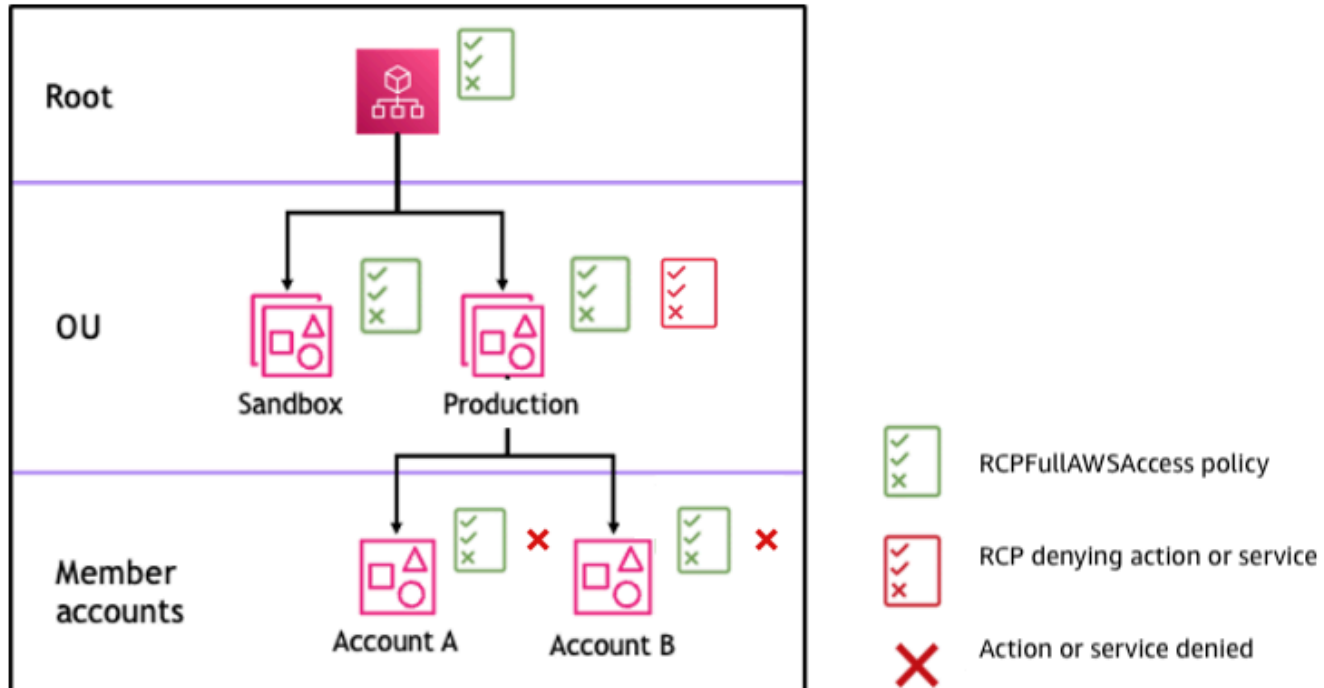 Root
OU
Sandbox
Production
Member
accounts
Account A
Account B
RCPFullAWSAccess policy
RCP denying action or service
Action or service denied